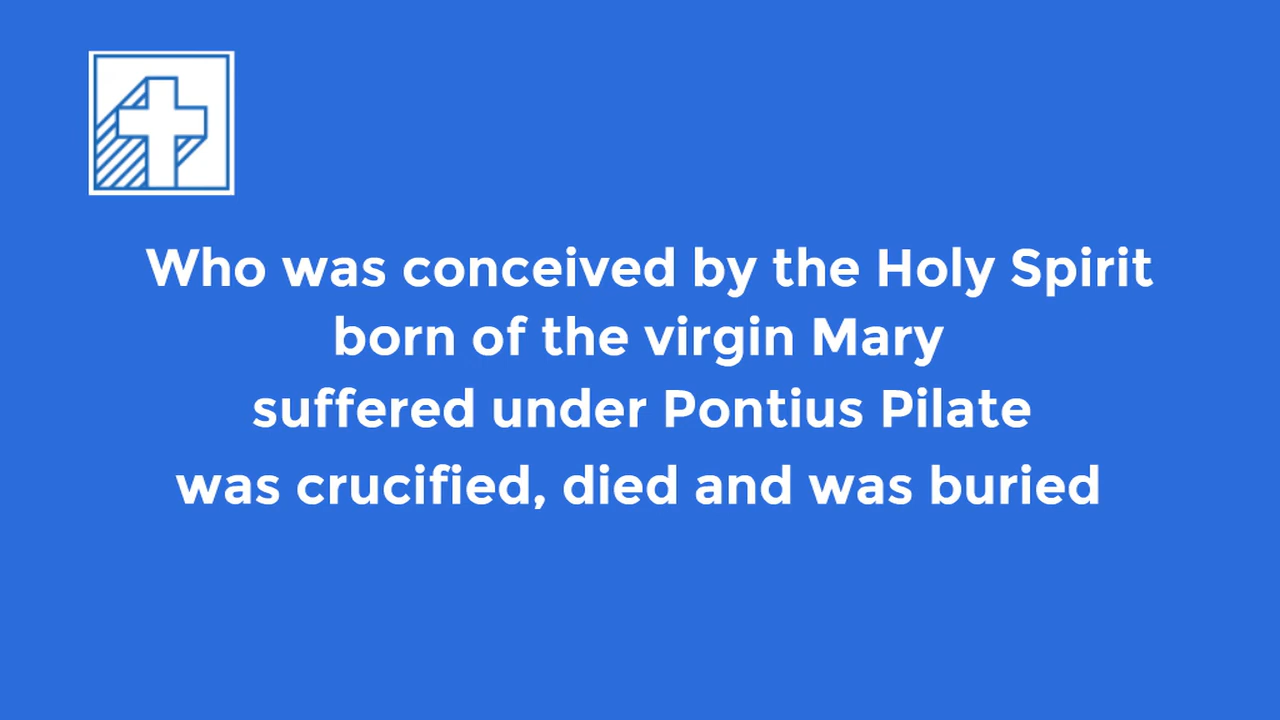 Who was conceived by the Holy Spirit
born of the virgin Mary
suffered under Pontius Pilate
was crucified, died and was buried